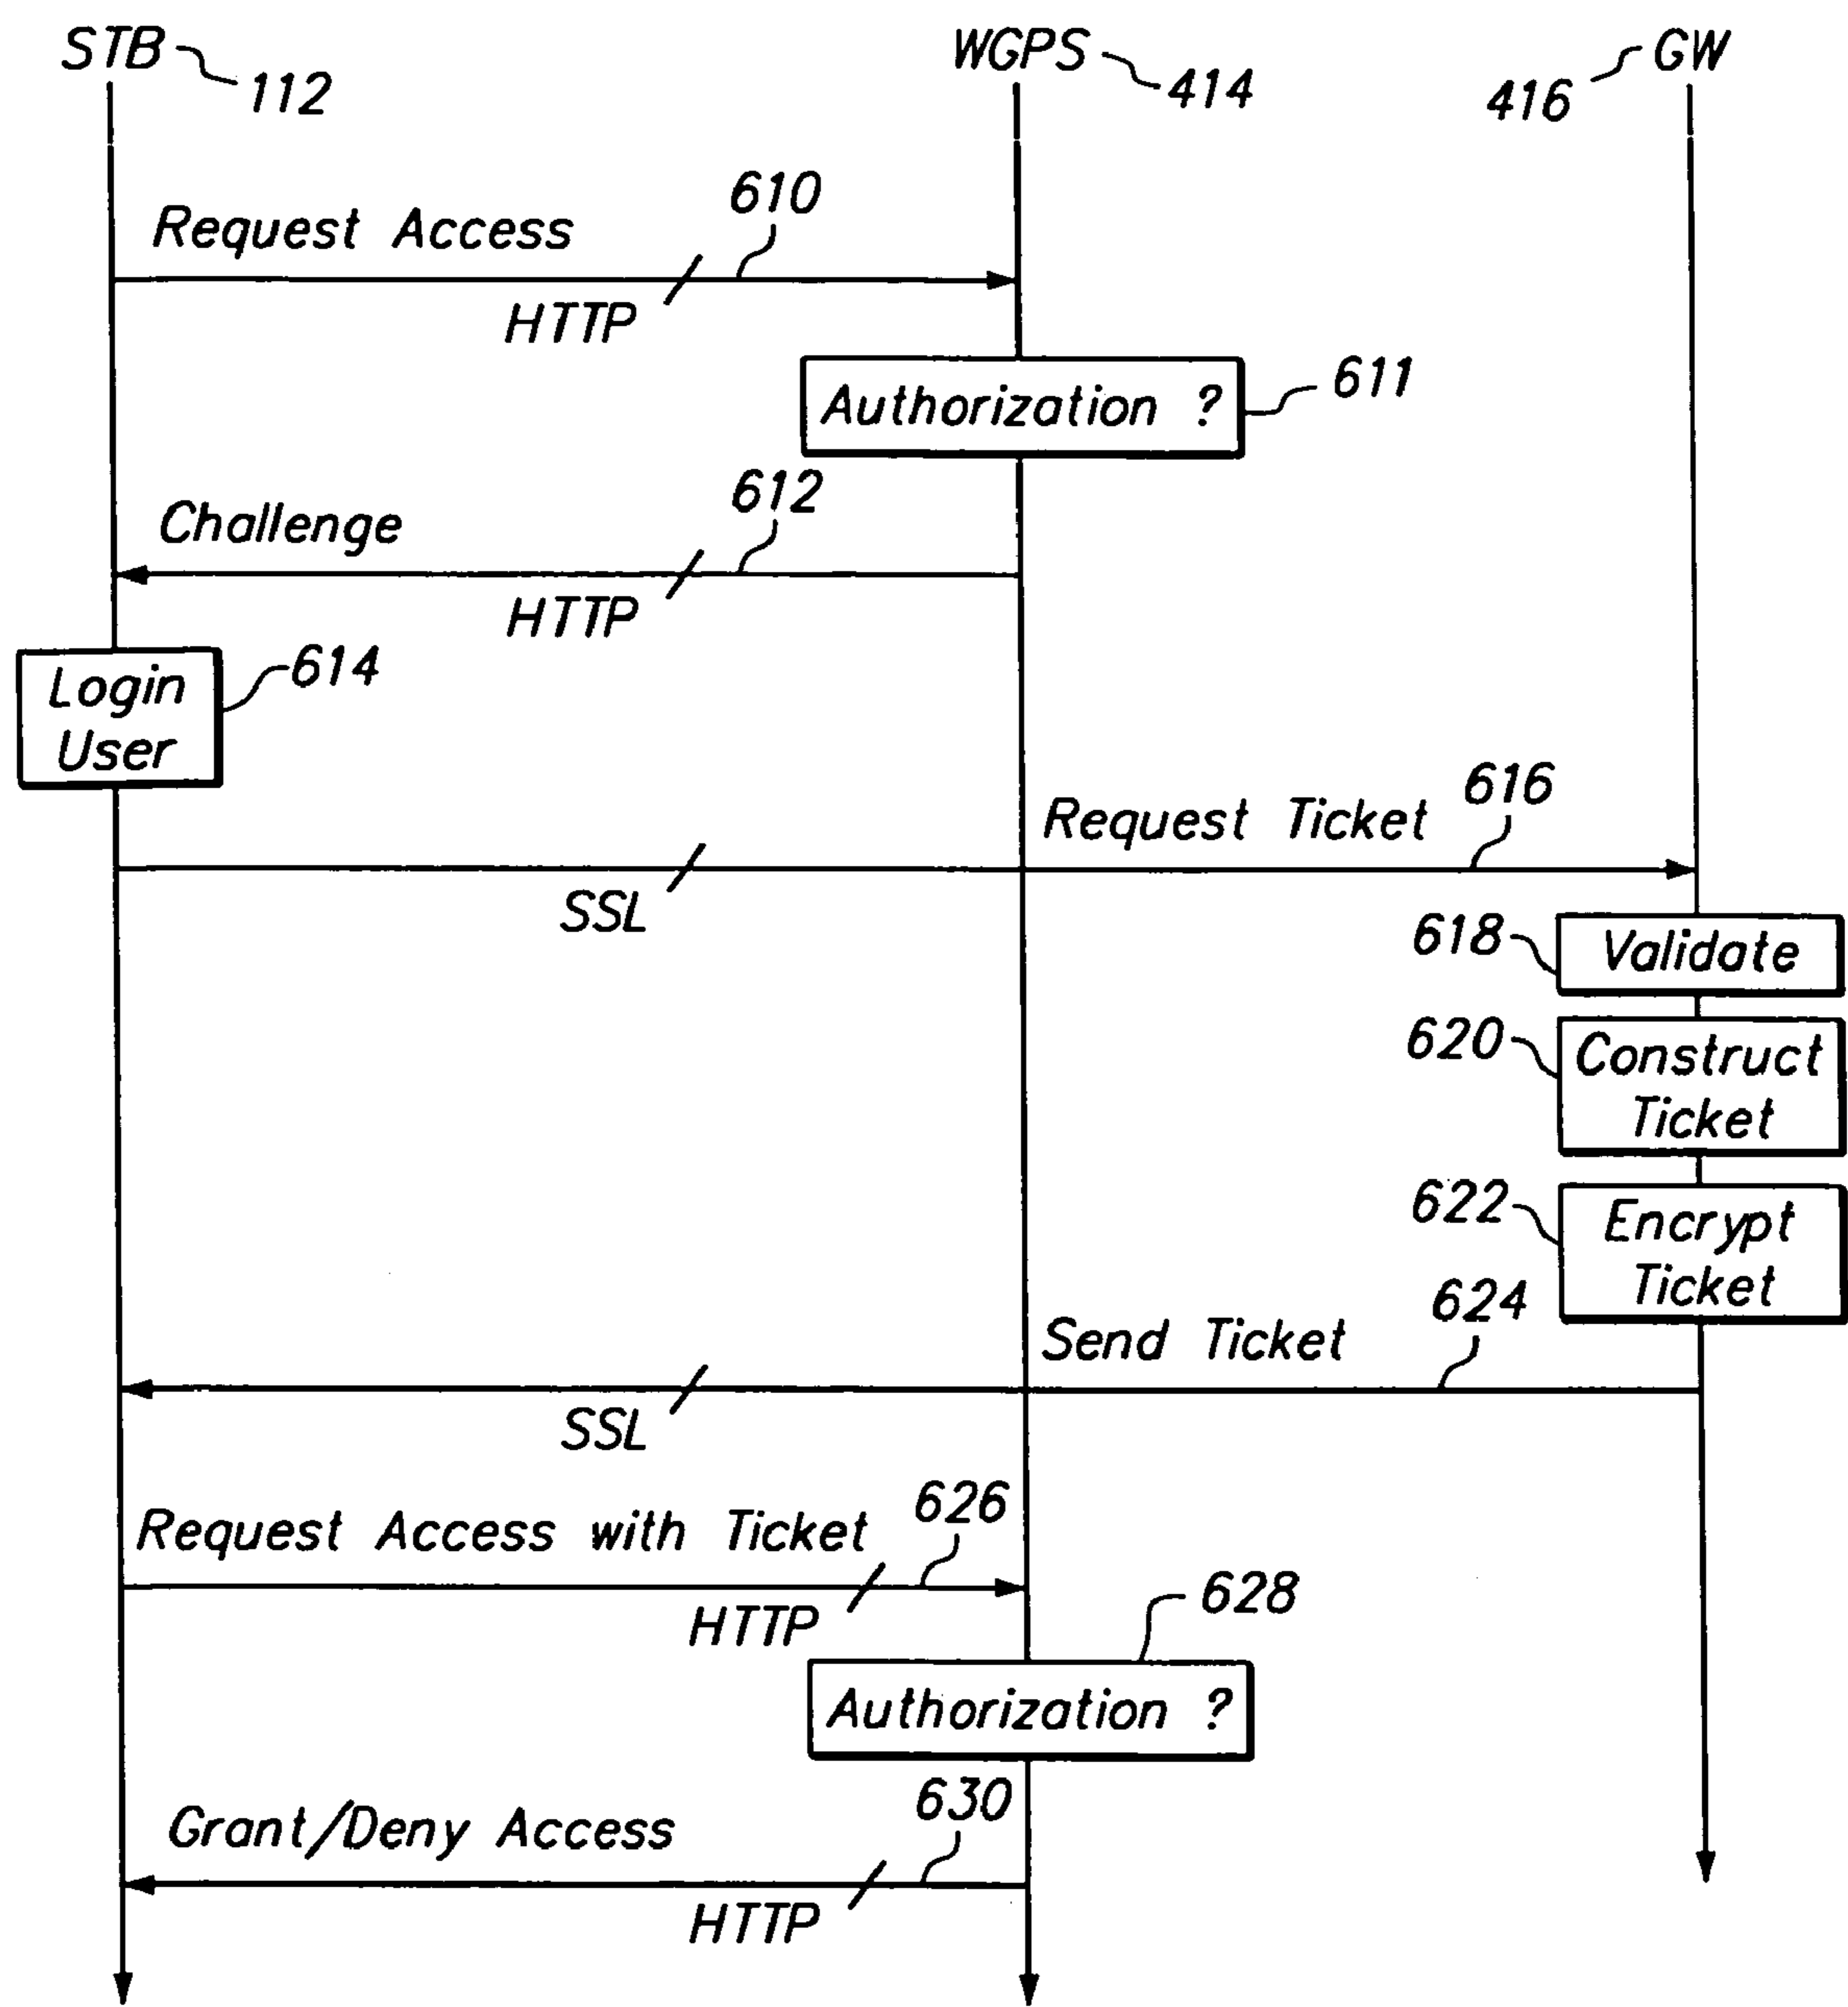 STB
112
WGPS
414
416
GW
610
Request Access
HTTP
Authorization ?
611
612
Challenge
HTTP
Login
User
614
616
Request Ticket
SSL
618
Validate
620
Construct
Ticket
622
Encrypt
Ticket
624
Send Ticket
SSL
626
Request Access with Ticket
HTTP
628
Authorization ?
630
Grant/Deny Access
HTTP